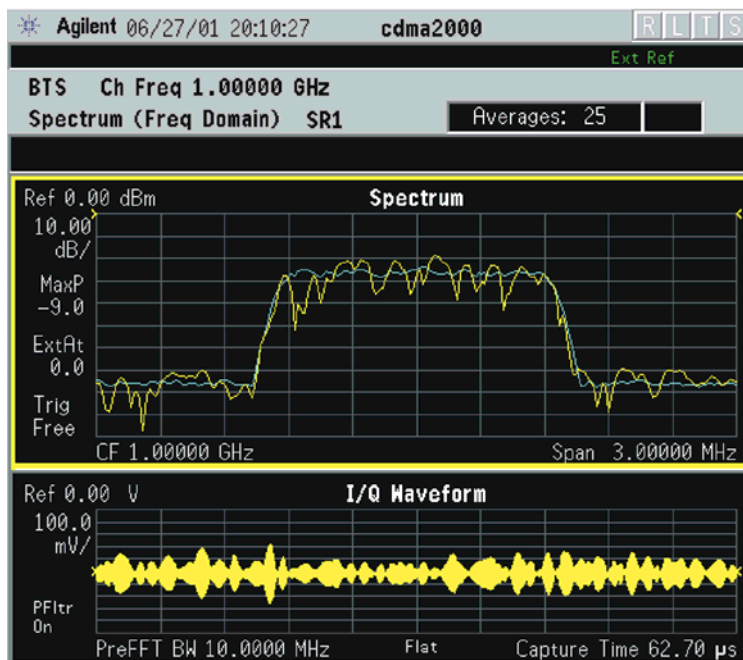 Agilent 06/27/01 20:10:27 cdma2000 R L T S
Ext Ref
BTS Ch Freq 1.00000 GHz
Spectrum (Freq Domain) SR1 Averages: 25
Ref 0.00 dBm Spectrum
10.00
dB/
MaxP
-9.0
ExtAt
0.0
Trig
Free
CF 1.00000 GHz Span 3.00000 MHz
Ref 0.00 V I/Q Waveform
100.0
mV/
PFltr
On
PreFFT BW 10.0000 MHz Flat Capture Time 62.70 µs